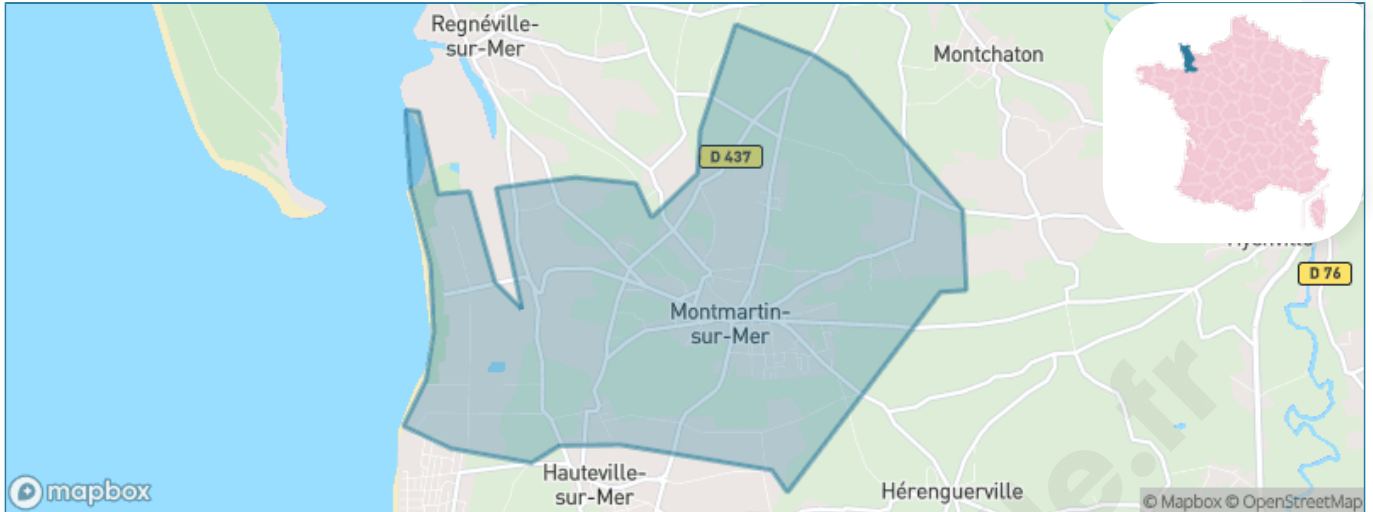 Regnéville-
sur-Mer
Montchaton
D 437
D 76
Montmartin-
sur-Mer
Hauteville-
sur-Mer
Hérenguerville
mapbox
© Mapbox © OpenStreetMap